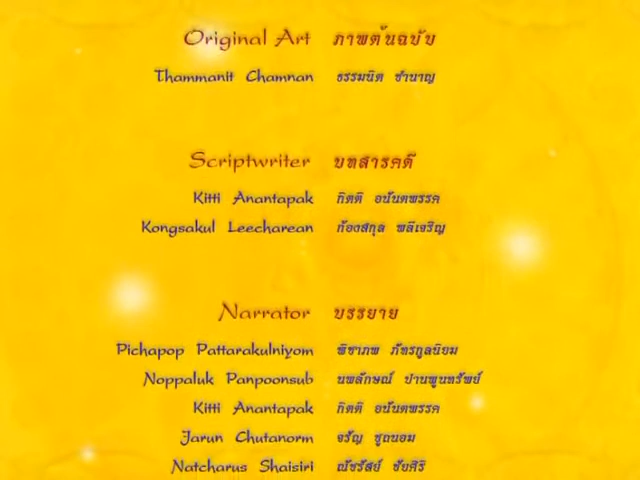 Original Art ภาพต้นฉบับ
Thammanit Chamnan ธรรมนิต ชำนาญ
Scriptwriter บทสารคดี
Kitti Anantapak กิตติ อนันตพรรค
Kongsakul Leecharean ก้องสกุล พลีเจริญ
Narrator บรรยาย
Pichapop Pattarakulniyom พิชาภพ ภัทรกูลนิยม
Noppaluk Panpoonsub นพลักษณ์ ปานพูนทรัพย์
Kitti Anantapak กิตติ อนันตพรรค
Jarun Chutanorm จรัญ ชูถนอม
Natcharus Shaisiri ณัชรัสย์ ชัยศิริ